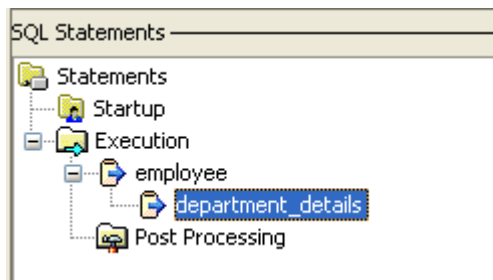 SQL Statements
Statements
Startup
Execution
employee
department_details
Post Processing